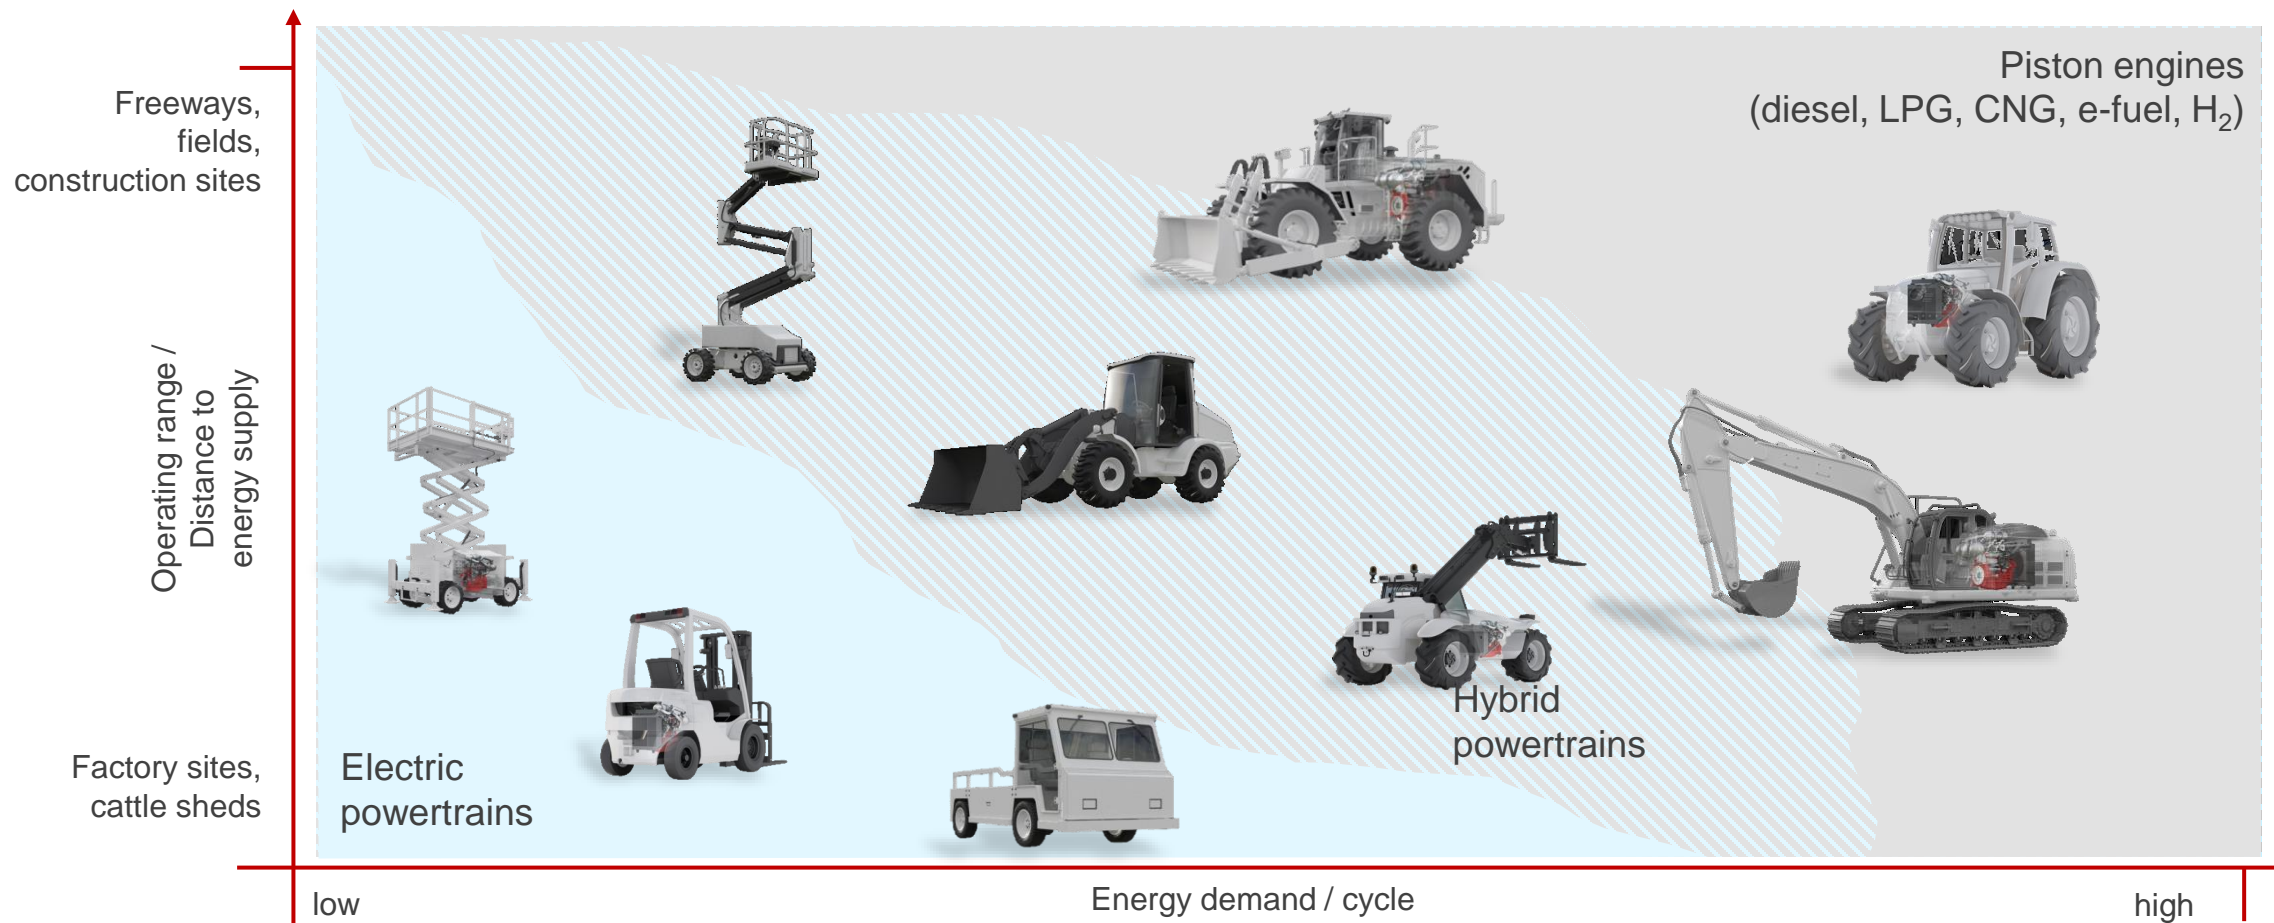 Piston engines
(diesel, LPG, CNG, e-fuel, H₂)
Freeways,
fields,
construction sites
Operating range /
Distance to
energy supply
Factory sites,
cattle sheds
Electric
powertrains
Hybrid
powertrains
low
Energy demand / cycle
high